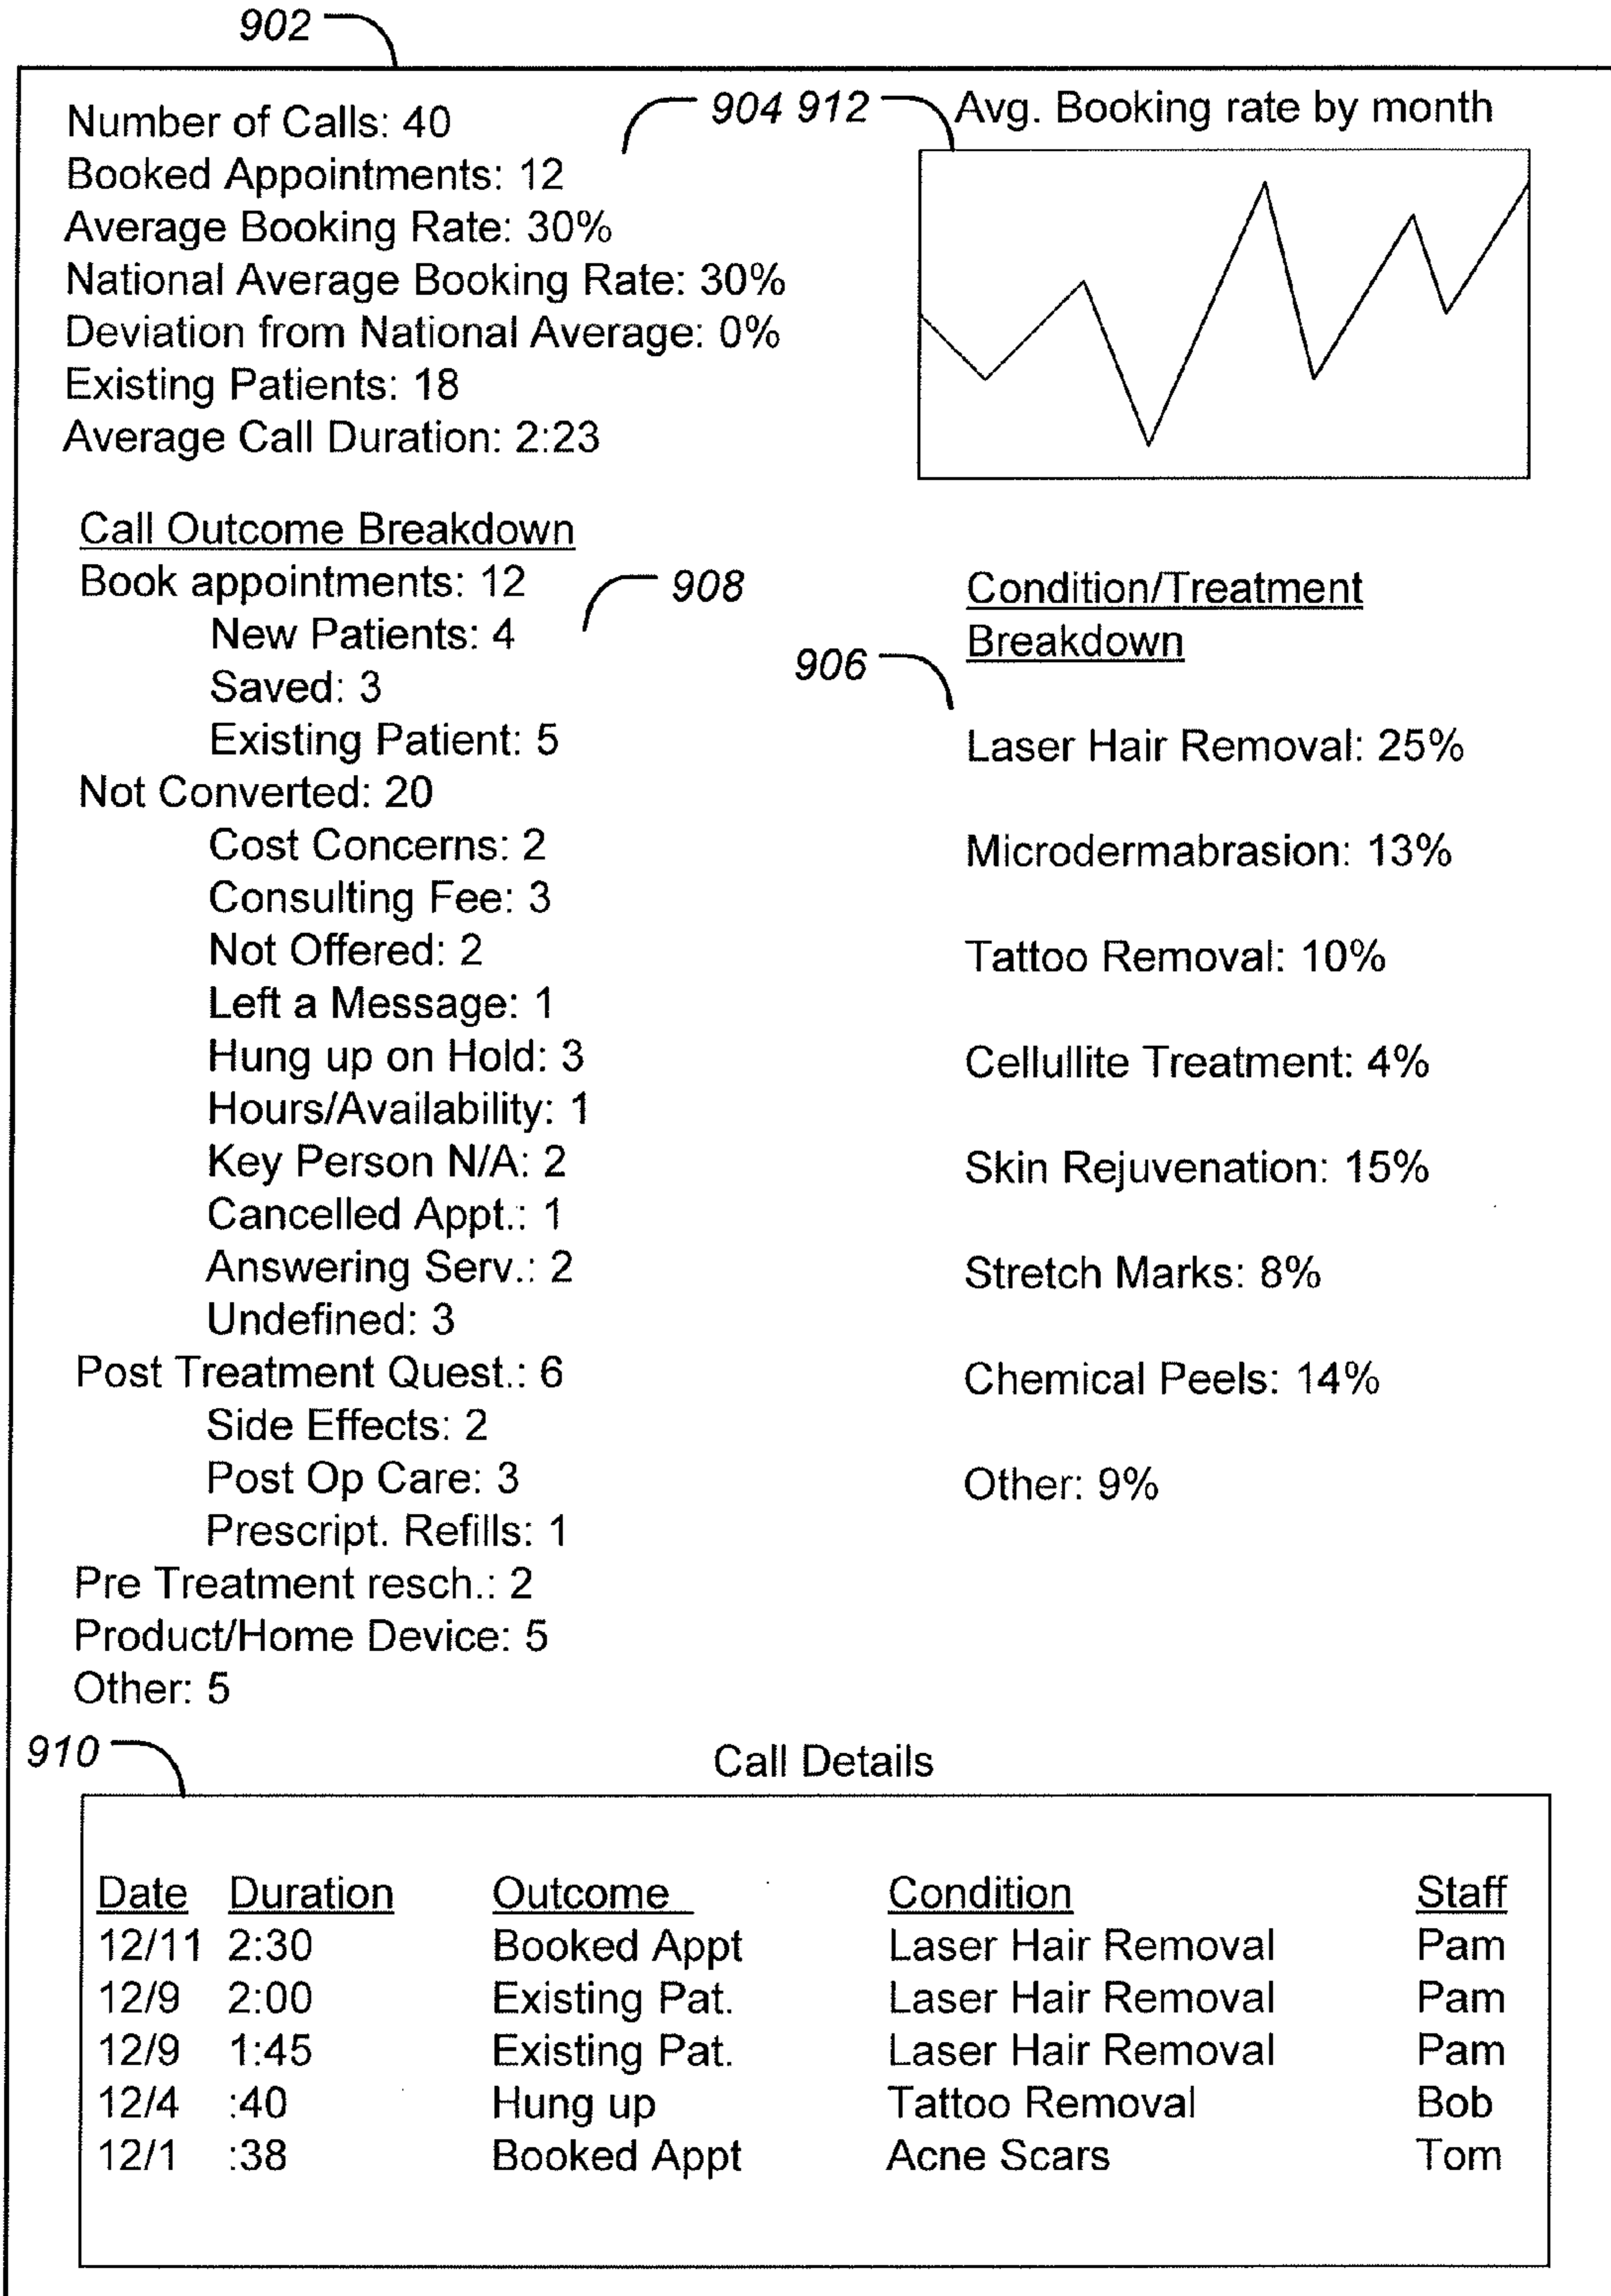 902
904 912 Avg. Booking rate by month
Number of Calls: 40
Booked Appointments: 12
Average Booking Rate: 30%
National Average Booking Rate: 30%
Deviation from National Average: 0%
Existing Patients: 18
Average Call Duration: 2:23
Call Outcome Breakdown
Book appointments: 12
908
New Patients: 4
Saved: 3
Existing Patient: 5
Not Converted: 20
Cost Concerns: 2
Consulting Fee: 3
Not Offered: 2
Left a Message: 1
Hung up on Hold: 3
Hours/Availability: 1
Key Person N/A: 2
Cancelled Appt.: 1
Answering Serv.: 2
Undefined: 3
Post Treatment Quest.: 6
Side Effects: 2
Post Op Care: 3
Prescript. Refills: 1
Pre Treatment resch.: 2
Product/Home Device: 5
Other: 5
Condition/Treatment
Breakdown
906
Laser Hair Removal: 25%
Microdermabrasion: 13%
Tattoo Removal: 10%
Cellullite Treatment: 4%
Skin Rejuvenation: 15%
Stretch Marks: 8%
Chemical Peels: 14%
Other: 9%
910
Call Details
Date Duration Outcome Condition Staff
12/11 2:30 Booked Appt Laser Hair Removal Pam
12/9 2:00 Existing Pat. Laser Hair Removal Pam
12/9 1:45 Existing Pat. Laser Hair Removal Pam
12/4 :40 Hung up Tattoo Removal Bob
12/1 :38 Booked Appt Acne Scars Tom